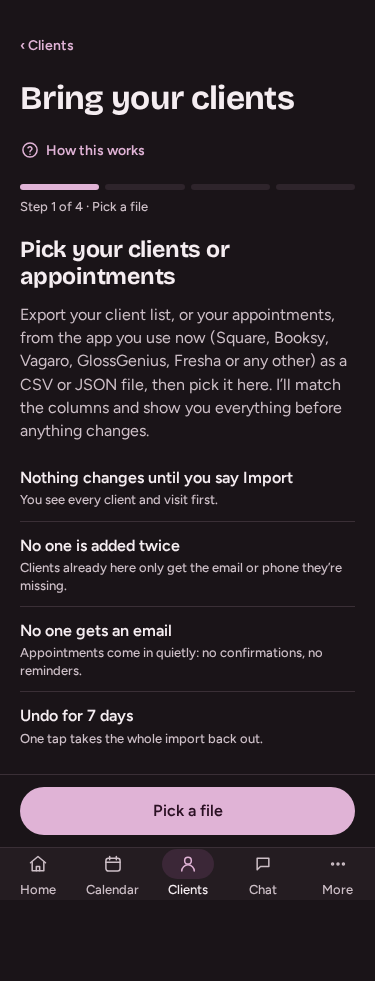 ‹ Clients
Bring your clients
How this works
Step 1 of 4 · Pick a file
Pick your clients or
appointments
Export your client list, or your appointments,
from the app you use now (Square, Booksy,
Vagaro, GlossGenius, Fresha or any other) as a
CSV or JSON file, then pick it here. I’ll match
the columns and show you everything before
anything changes.
Nothing changes until you say Import
You see every client and visit first.
No one is added twice
Clients already here only get the email or phone they’re
missing.
No one gets an email
Appointments come in quietly: no confirmations, no
reminders.
Undo for 7 days
One tap takes the whole import back out.
Pick a file
Home Calendar Clients Chat More